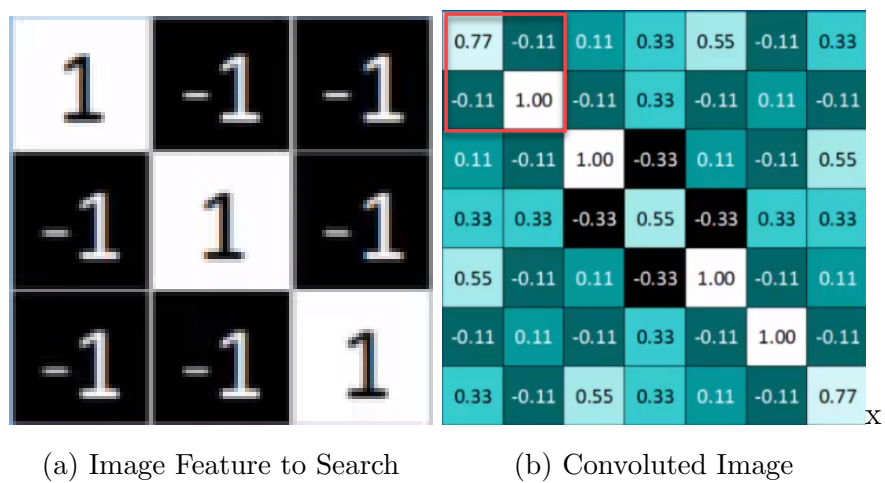 1 -1 -1
-1 1 -1
-1 -1 1
0.77 -0.11 0.11 0.33 0.55 -0.11 0.33
-0.11 1.00 -0.11 0.33 -0.11 0.11 -0.11
0.11 -0.11 1.00 -0.33 0.11 -0.11 0.55
0.33 0.33 -0.33 0.55 -0.33 0.33 0.33
0.55 -0.11 0.11 -0.33 1.00 -0.11 0.11
-0.11 0.11 -0.11 0.33 -0.11 1.00 -0.11
0.33 -0.11 0.55 0.33 0.11 -0.11 0.77
x
(a) Image Feature to Search
(b) Convoluted Image